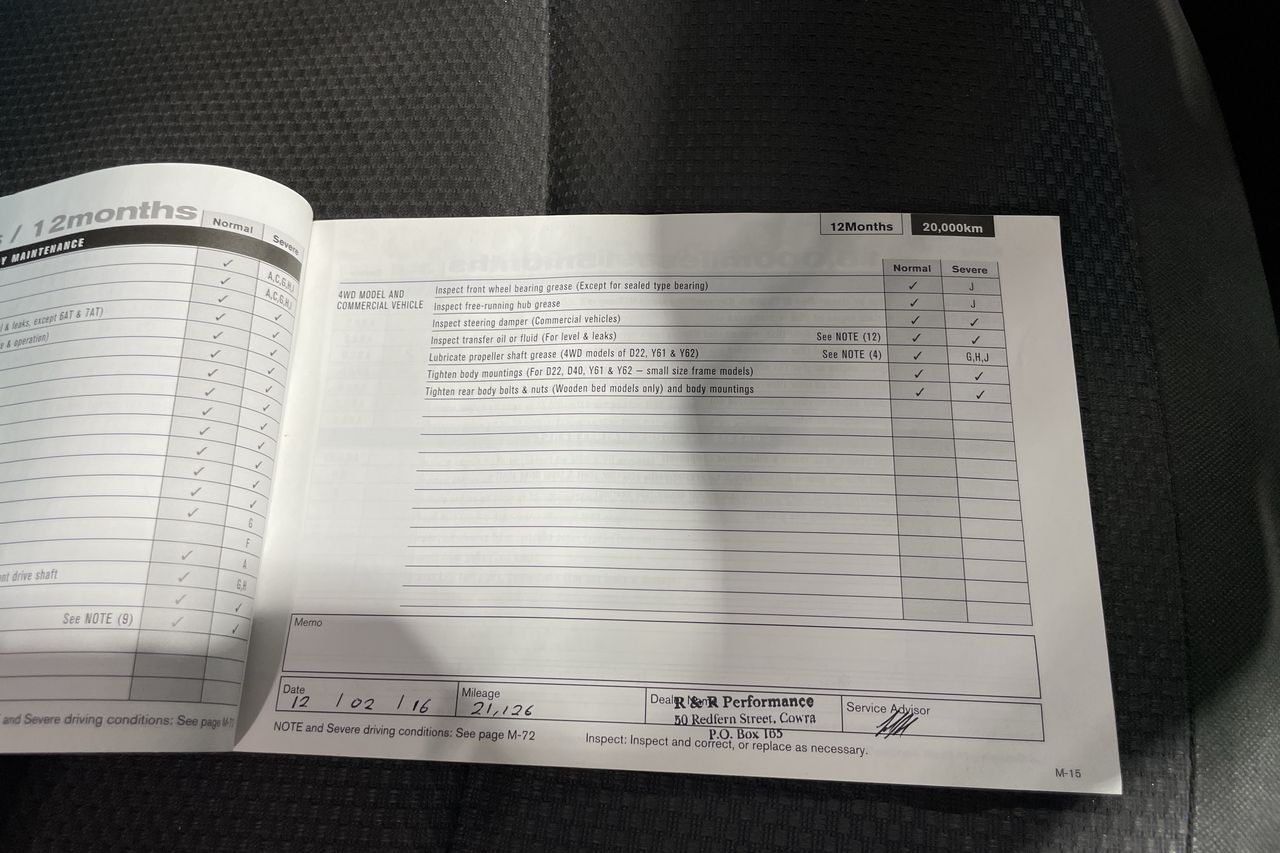 / 12months
Normal Severe
Y MAINTENANCE
✓ A,C,G,H,J
✓ A,C,G,H,J
✓ ✓
l & leaks, except 6AT & 7AT) ✓ ✓
e & operation) ✓ ✓
✓ ✓
✓ ✓
✓ ✓
✓ ✓
✓ ✓
✓ ✓
✓ ✓
✓ G
F
✓ A
nt drive shaft ✓ G,H
✓ ✓
See NOTE (9) ✓ ✓
and Severe driving conditions: See page M-7
12Months 20,000km
Normal Severe
4WD MODEL AND
COMMERCIAL VEHICLE
Inspect front wheel bearing grease (Except for sealed type bearing) ✓ J
Inspect free-running hub grease ✓ J
Inspect steering damper (Commercial vehicles) ✓ ✓
Inspect transfer oil or fluid (For level & leaks) See NOTE (12) ✓ ✓
Lubricate propeller shaft grease (4WD models of D22, Y61 & Y62) See NOTE (4) ✓ G,H,J
Tighten body mountings (For D22, D40, Y61 & Y62 – small size frame models) ✓ ✓
Tighten rear body bolts & nuts (Wooden bed models only) and body mountings ✓ ✓
Memo
Date
12 / 02 / 16
Mileage
21,126
R & R Performance
50 Redfern Street, Cowra
P.O. Box 165
Service Advisor
NOTE and Severe driving conditions: See page M-72
Inspect: Inspect and correct, or replace as necessary.
M-15